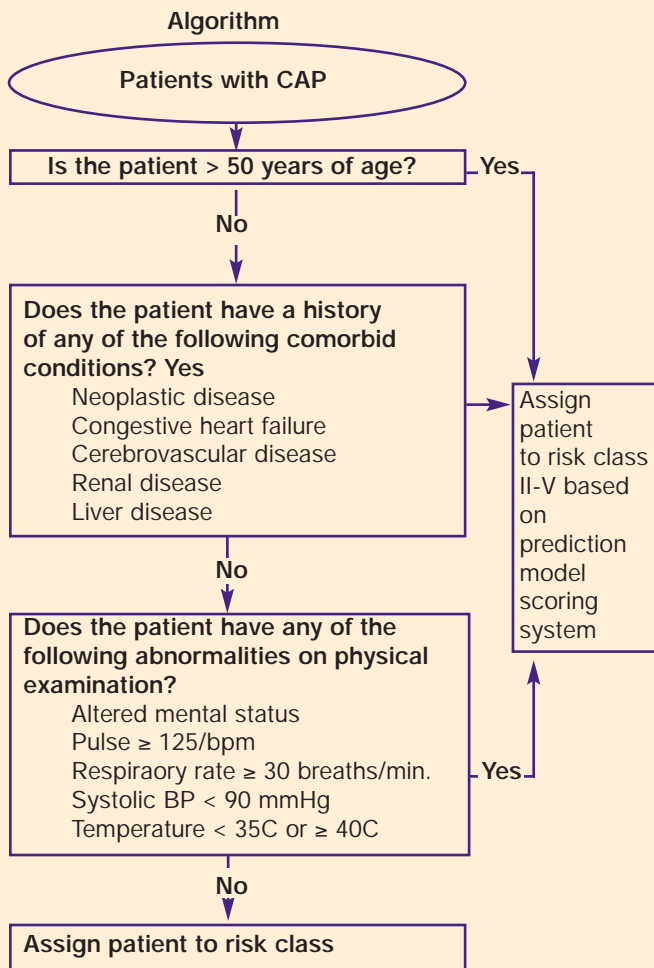 Algorithm
Patients with CAP
Is the patient > 50 years of age?
Yes
No
Does the patient have a history
of any of the following comorbid
conditions? Yes
Neoplastic disease
Congestive heart failure
Cerebrovascular disease
Renal disease
Liver disease
Assign
patient
to risk class
II-V based
on
prediction
model
scoring
system
No
Does the patient have any of the
following abnormalities on physical
examination?
Altered mental status
Pulse ≥ 125/bpm
Respiraory rate ≥ 30 breaths/min.
Systolic BP < 90 mmHg
Temperature < 35C or ≥ 40C
Yes
No
Assign patient to risk class